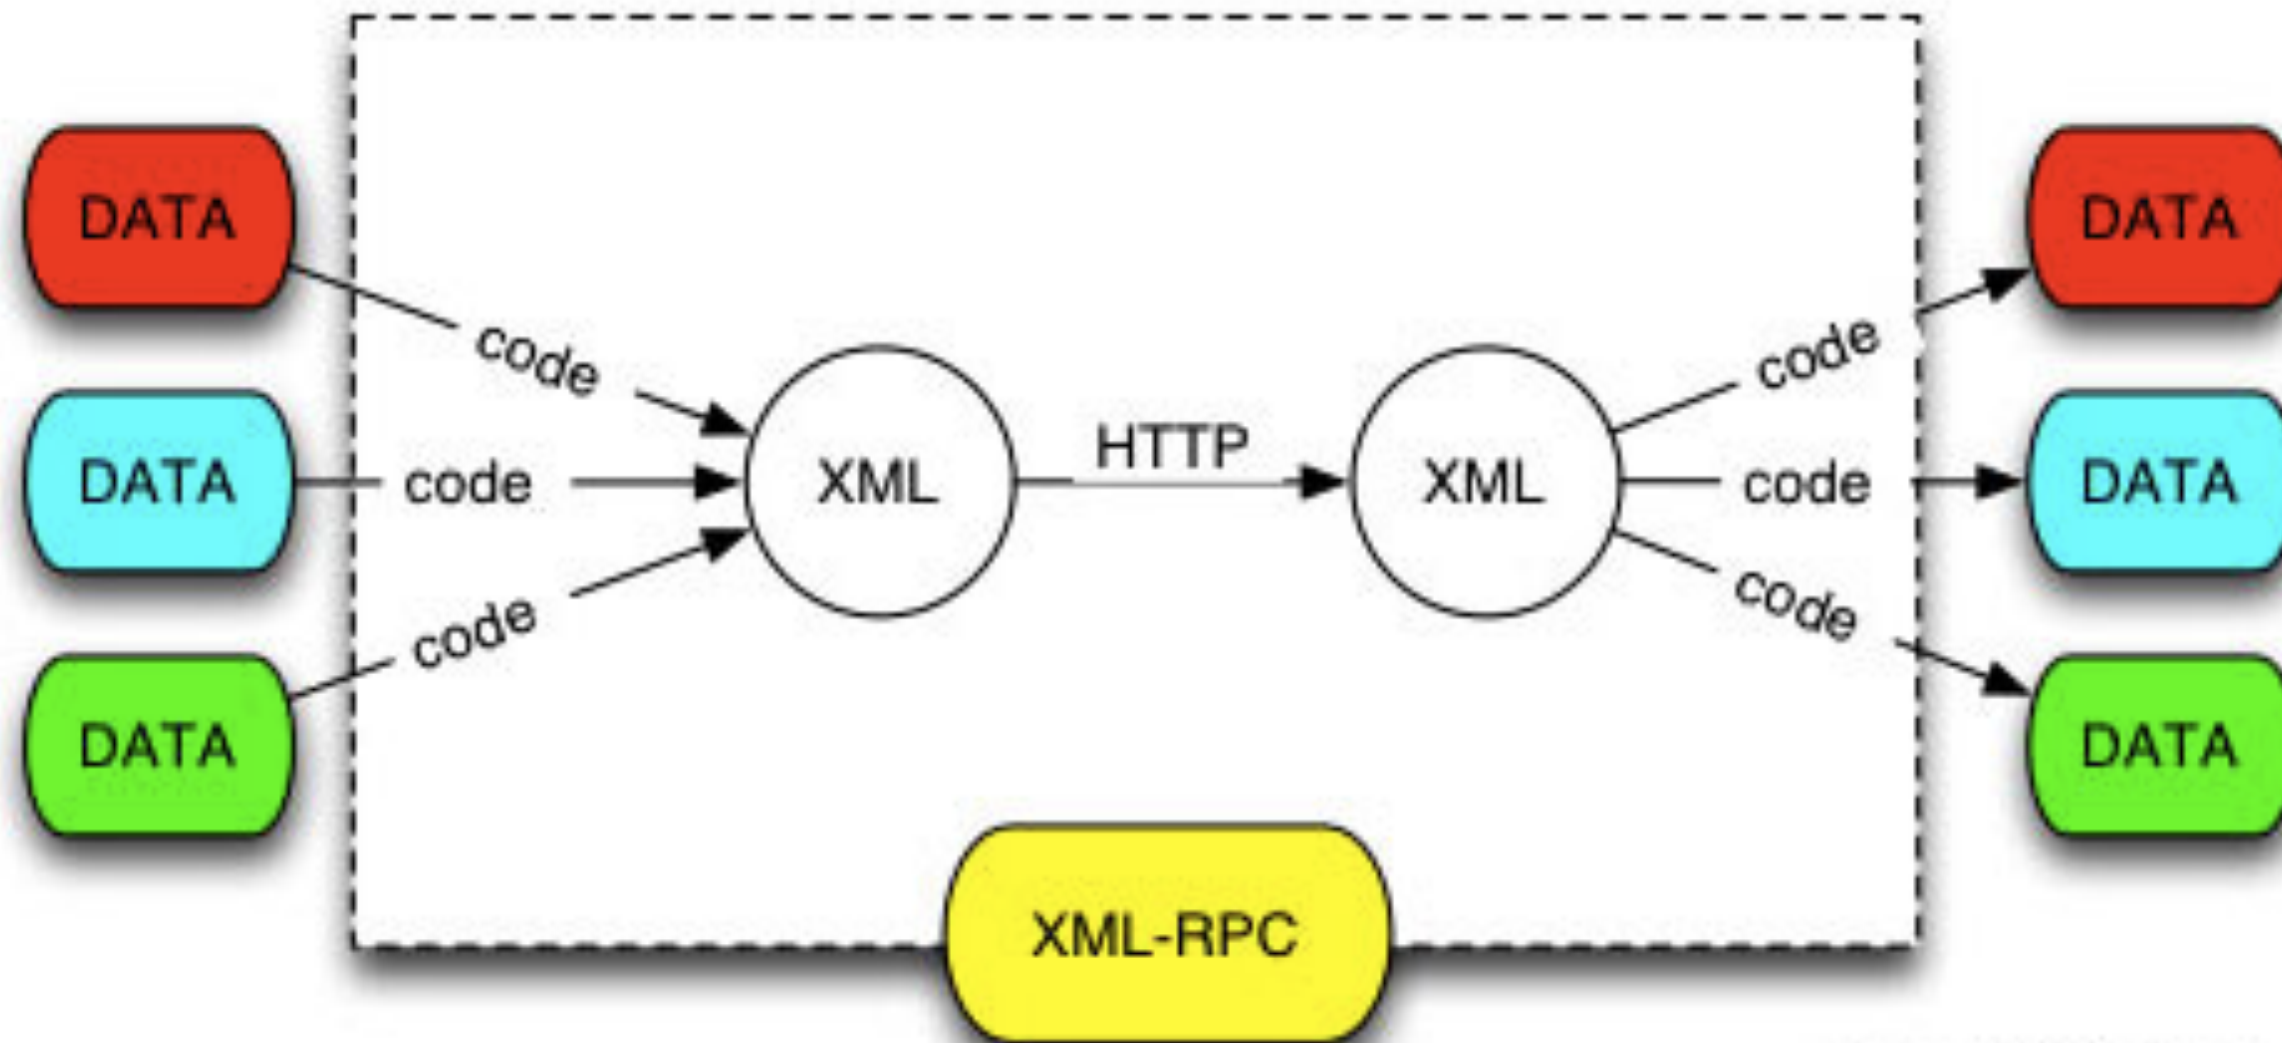 DATA
DATA
DATA
code
code
code
XML
HTTP
XML
code
code
code
DATA
DATA
DATA
XML-RPC